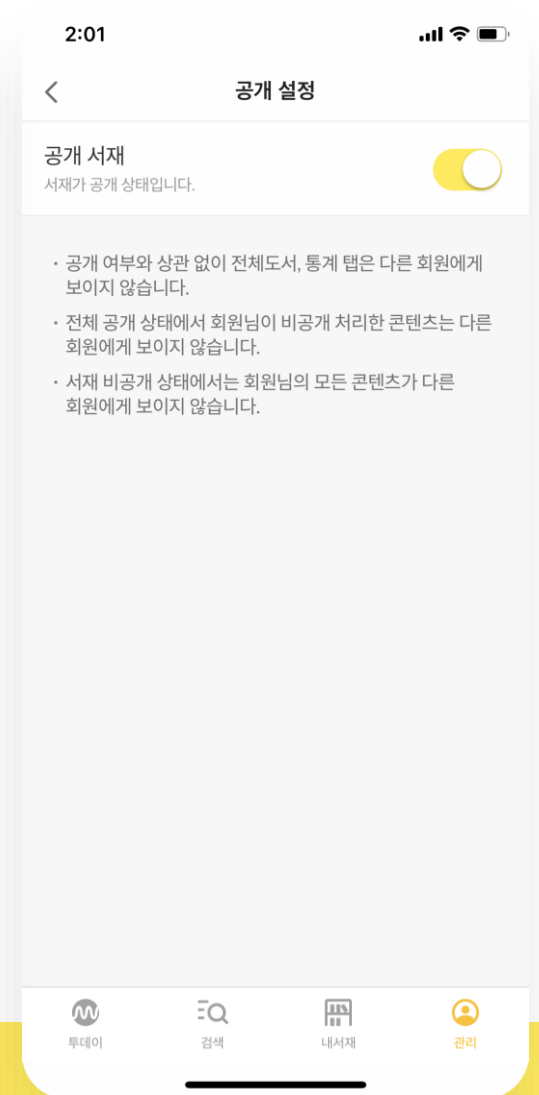 2:01
공개 설정
공개 서재
서재가 공개 상태입니다.
· 공개 여부와 상관 없이 전체도서, 통계 탭은 다른 회원에게
보이지 않습니다.
· 전체 공개 상태에서 회원님이 비공개 처리한 콘텐츠는 다른
회원에게 보이지 않습니다.
· 서재 비공개 상태에서는 회원님의 모든 콘텐츠가 다른
회원에게 보이지 않습니다.
투데이 검색 내서재 관리